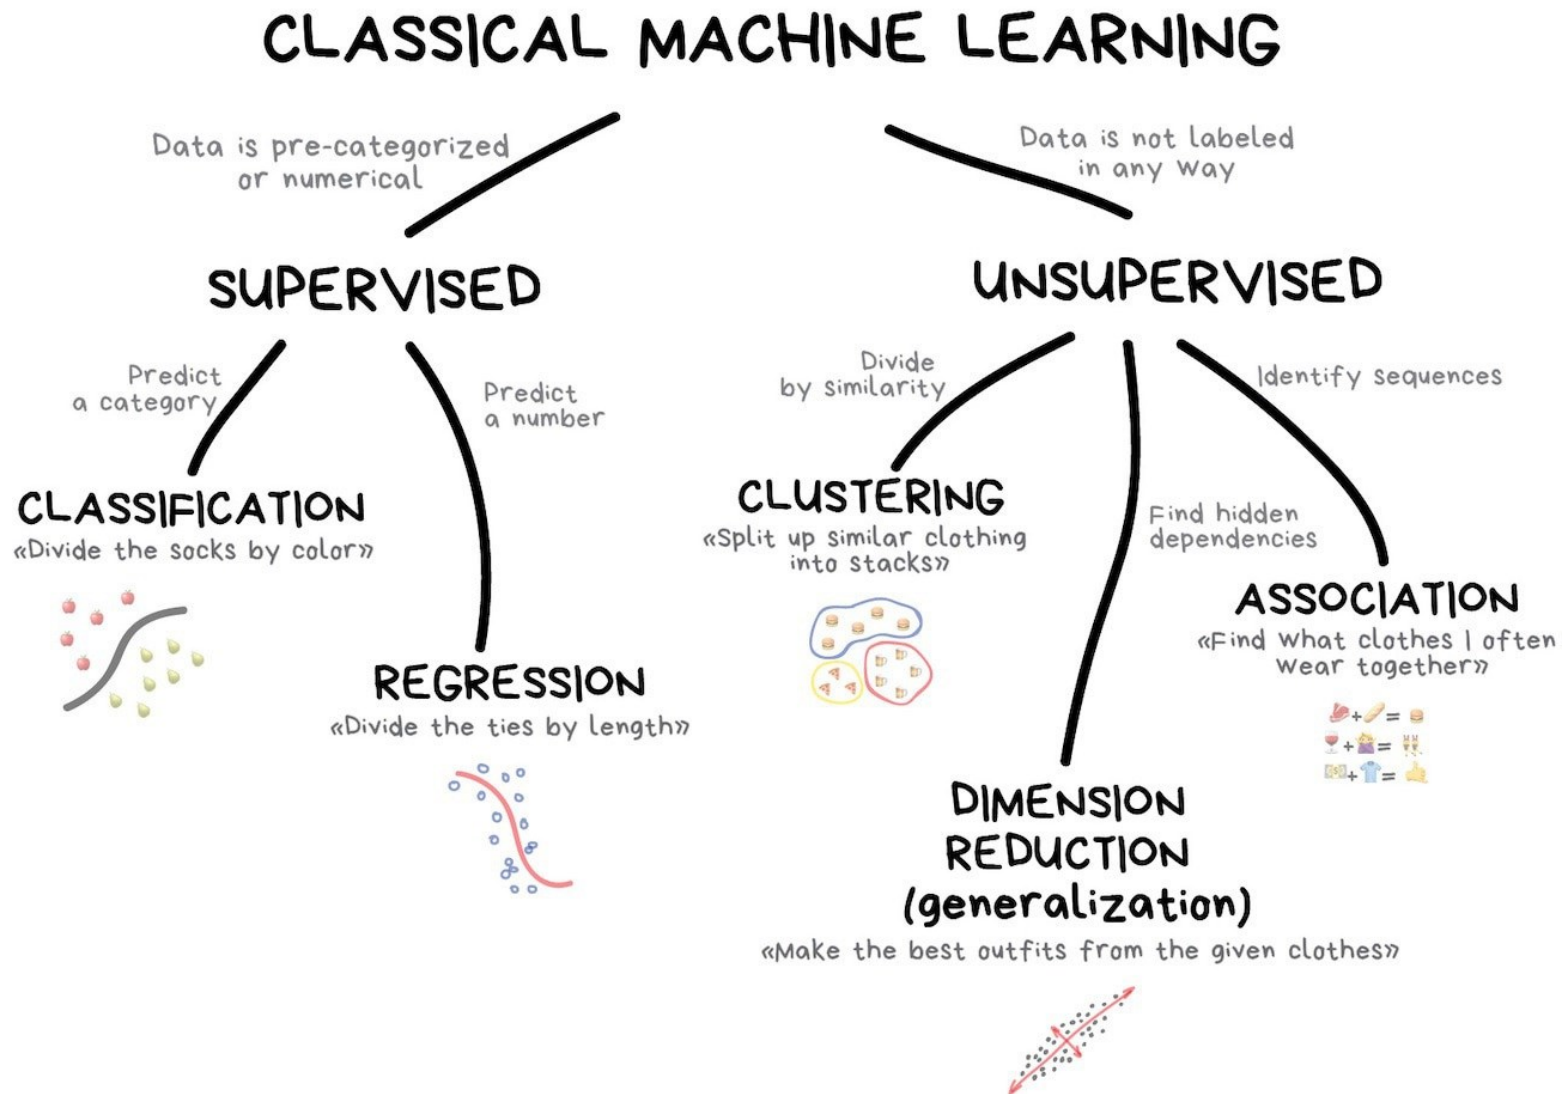 CLASSICAL MACHINE LEARNING
Data is pre-categorized
or numerical
Data is not labeled
in any way
SUPERVISED
UNSUPERVISED
Predict
a category
Predict
a number
Divide
by similarity
Identify sequences
CLASSIFICATION
«Divide the socks by color»
CLUSTERING
«Split up similar clothing
into stacks»
Find hidden
dependencies
ASSOCIATION
«Find what clothes I often
wear together»
REGRESSION
«Divide the ties by length»
+ =
+ =
+ =
DIMENSION
REDUCTION
(generalization)
«Make the best outfits from the given clothes»